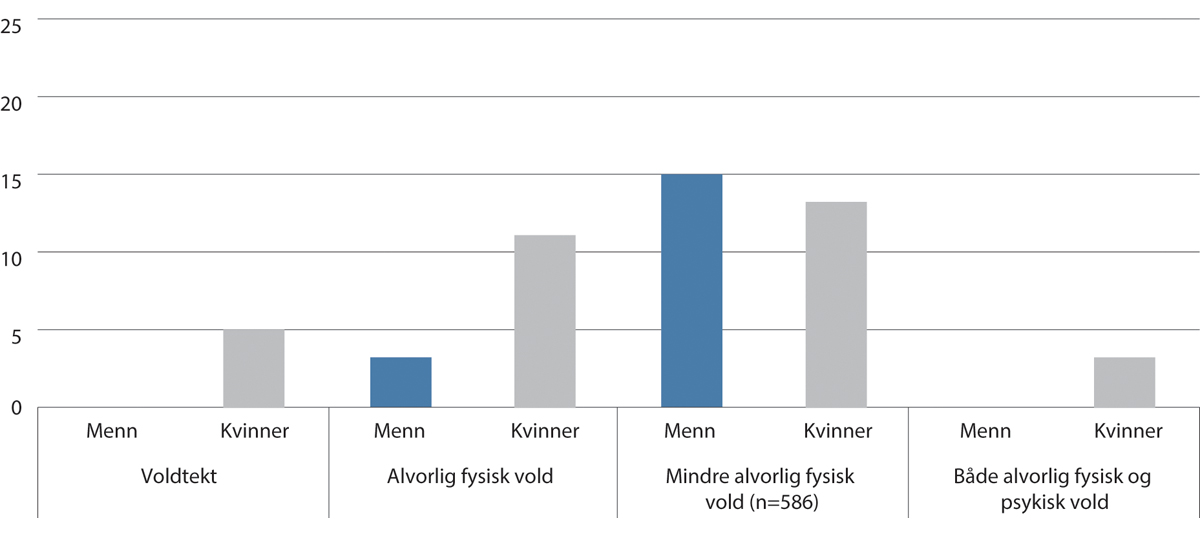 25
20
15
10
5
0
Menn Kvinner Menn Kvinner Menn Kvinner Menn Kvinner
Voldtekt Alvorlig fysisk vold Mindre alvorlig fysisk Både alvorlig fysisk og
vold (n=586) psykisk vold